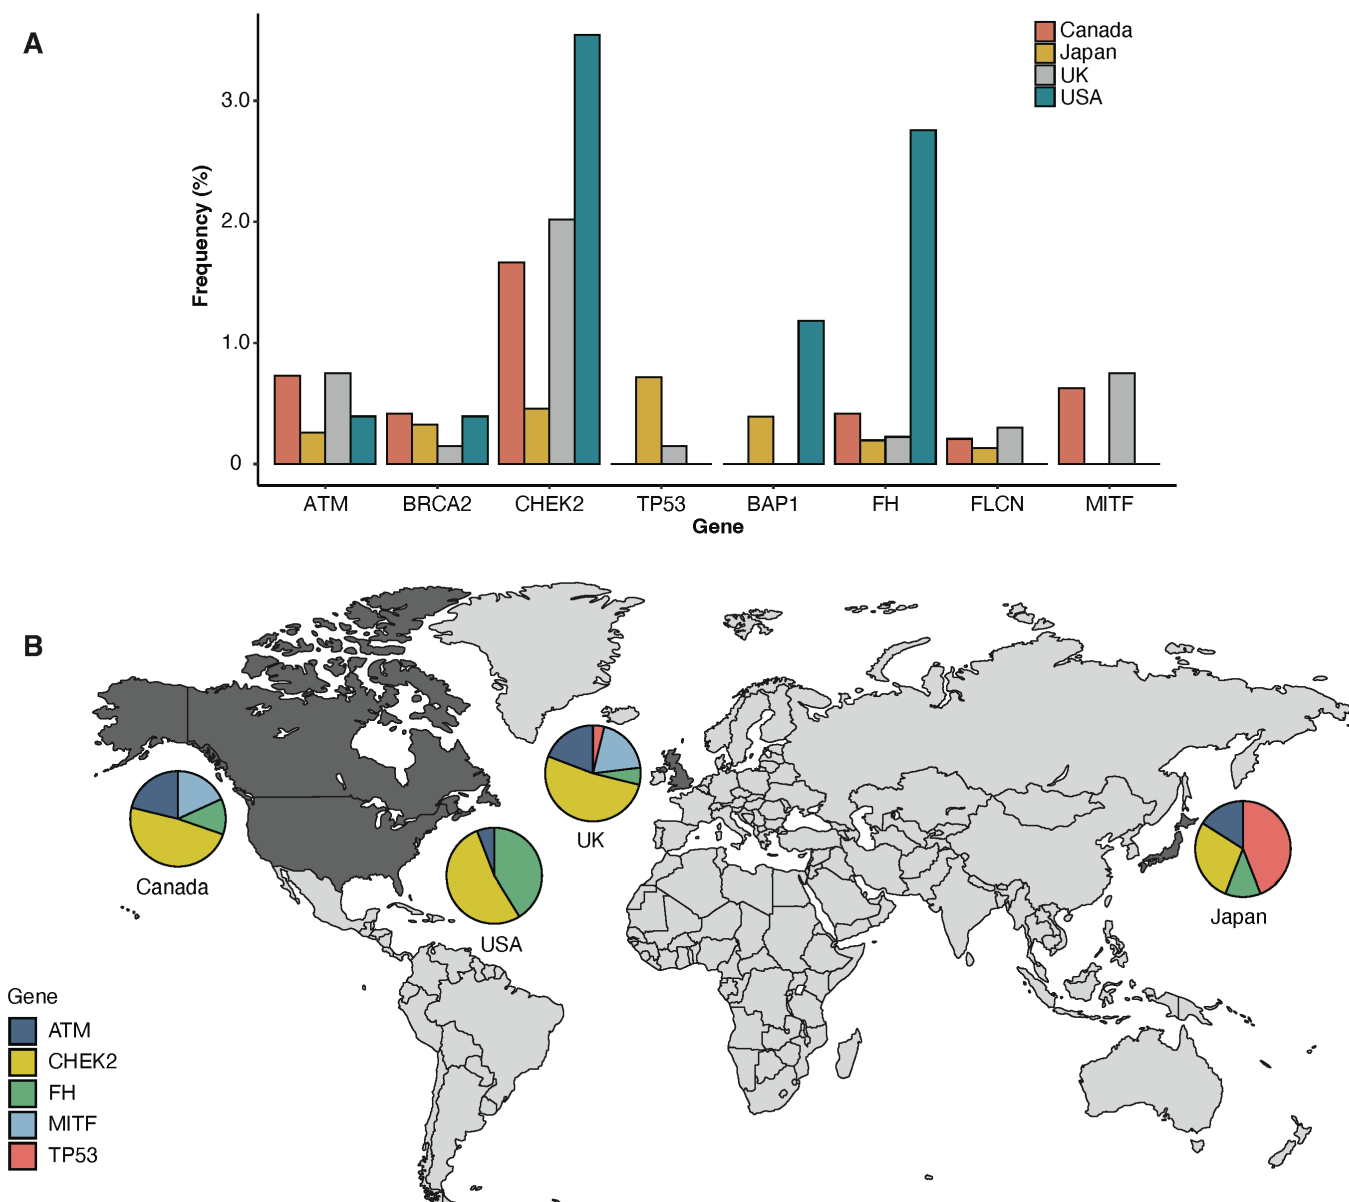 A
Canada
Japan
UK
USA
Frequency (%)
3.0
2.0
1.0
0
ATM BRCA2 CHEK2 TP53 BAP1 FH FLCN MITF
Gene
B
Canada
USA
UK
Japan
Gene
ATM
CHEK2
FH
MITF
TP53